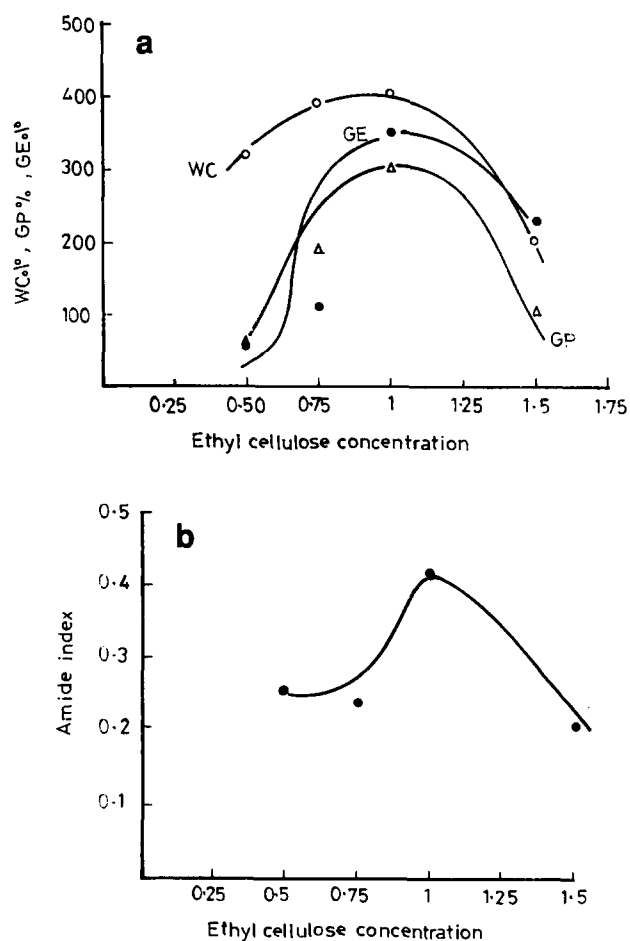 a
WC%, GP%, GE%
500
400
300
200
100
WC
GE
GP
0.25 0.50 0.75 1 1.25 1.5 1.75
Ethyl cellulose concentration
b
Amide index
0.5
0.4
0.3
0.2
0.1
0.25 0.5 0.75 1 1.25 1.5
Ethyl cellulose concentration